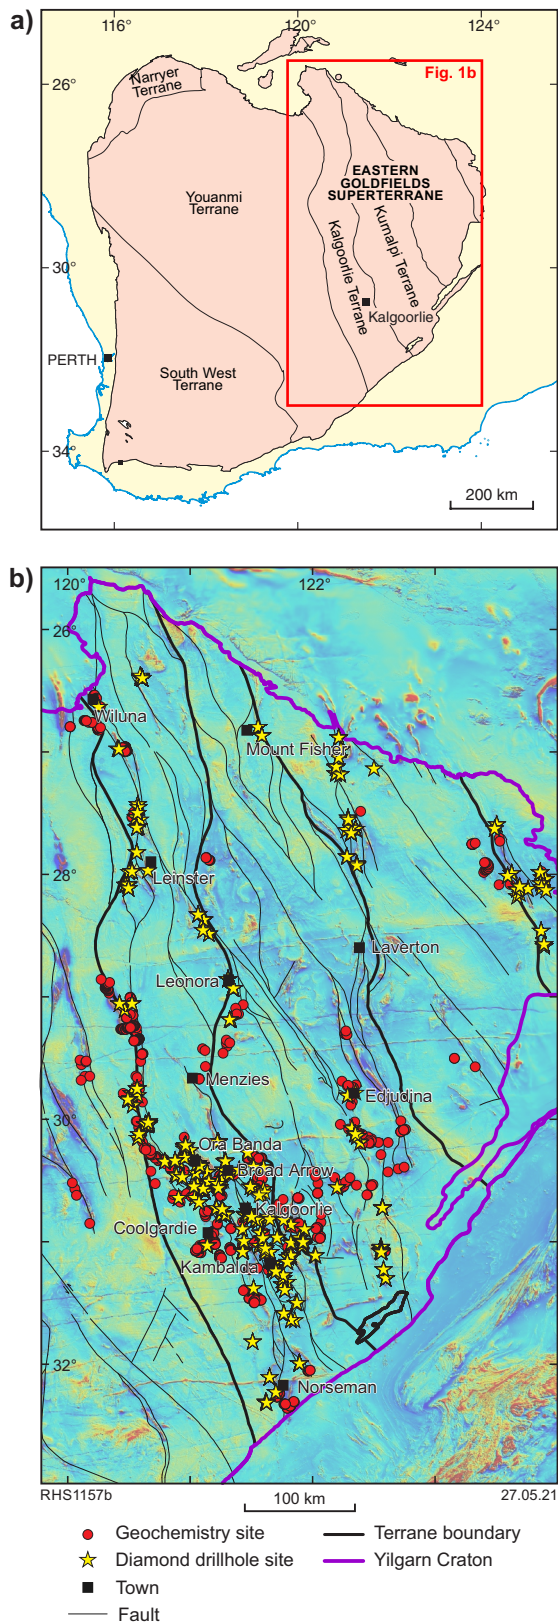 a)
116°
120°
124°
26°
Fig. 1b
Narryer
Terrane
EASTERN
GOLDFIELDS
SUPERTERRANE
Youanmi
Terrane
Kurnalpi Terrane
Kalgoorlie Terrane
30°
Kalgoorlie
PERTH
South West
Terrane
34°
200 km
b)
120°
122°
26°
Wiluna
Mount Fisher
28°
Leinster
Laverton
Leonora
Menzies
Edjudina
30°
Ora Banda
Broad Arrow
Kalgoorlie
Coolgardie
Kambalda
32°
Norseman
RHS1157b
100 km
27.05.21
Geochemistry site
Terrane boundary
Diamond drillhole site
Yilgarn Craton
Town
Fault